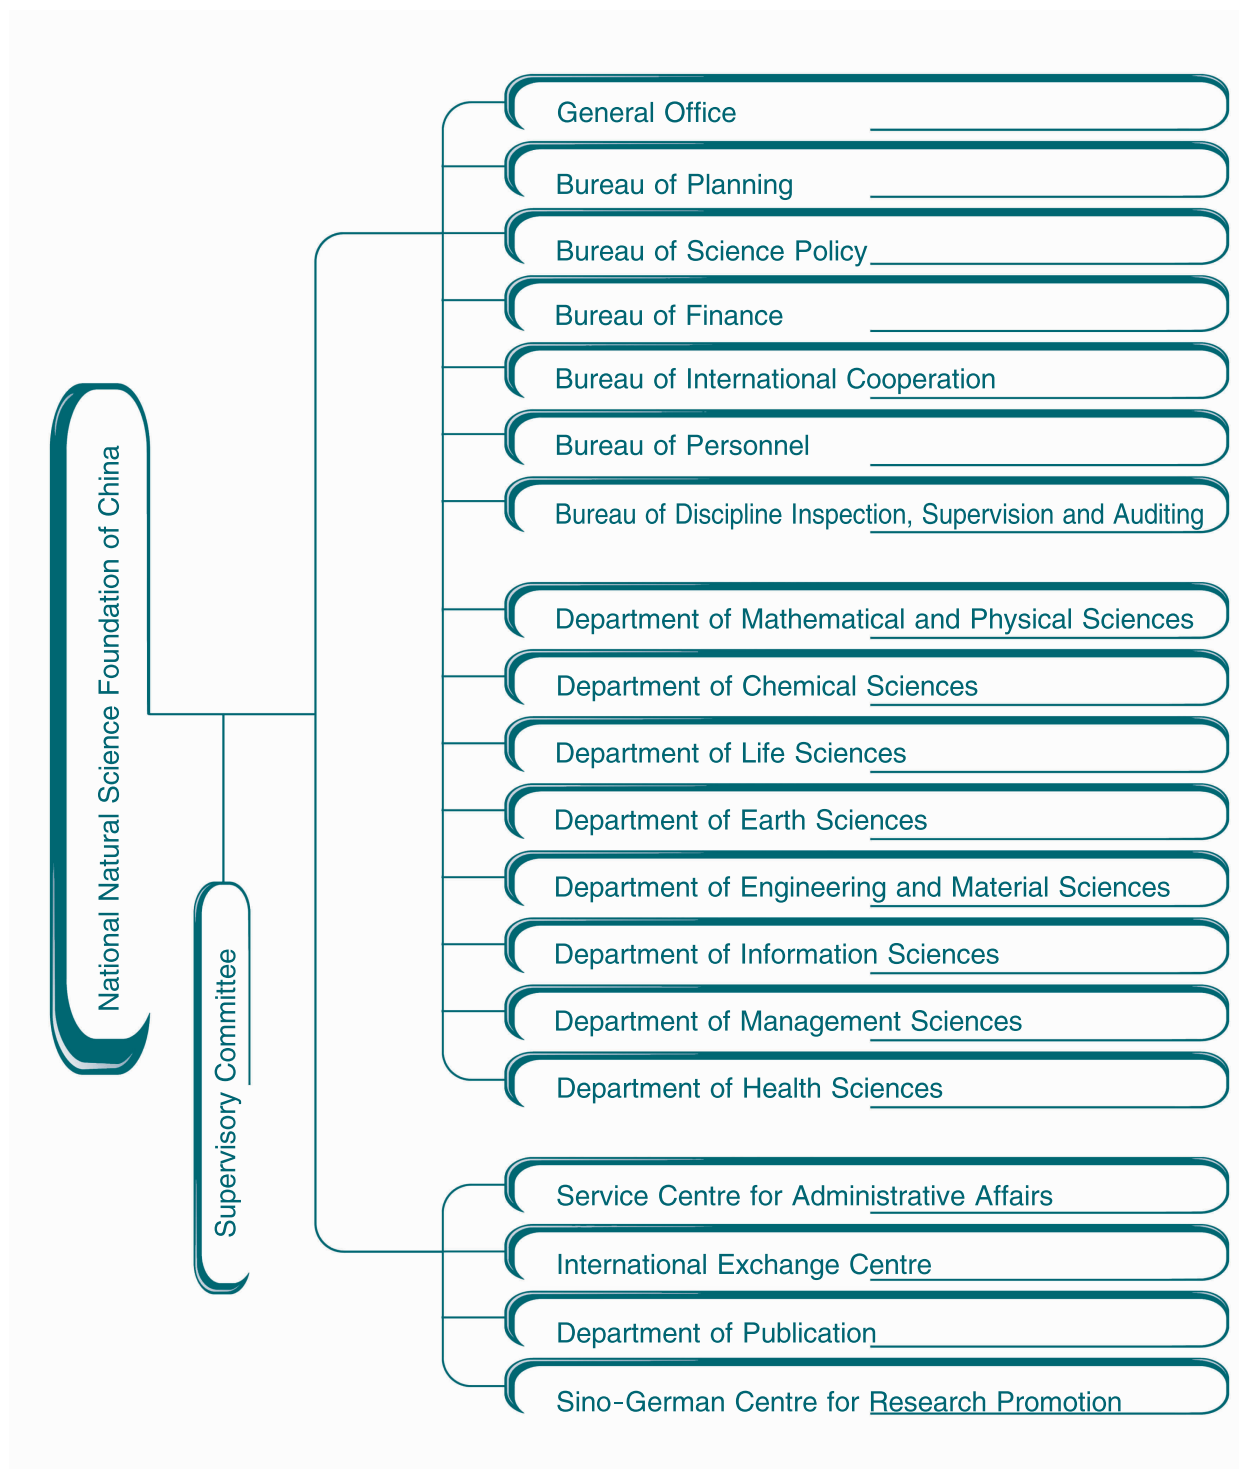 National Natural Science Foundation of China
Supervisory Committee
General Office
Bureau of Planning
Bureau of Science Policy
Bureau of Finance
Bureau of International Cooperation
Bureau of Personnel
Bureau of Discipline Inspection, Supervision and Auditing
Department of Mathematical and Physical Sciences
Department of Chemical Sciences
Department of Life Sciences
Department of Earth Sciences
Department of Engineering and Material Sciences
Department of Information Sciences
Department of Management Sciences
Department of Health Sciences
Service Centre for Administrative Affairs
International Exchange Centre
Department of Publication
Sino-German Centre for Research Promotion